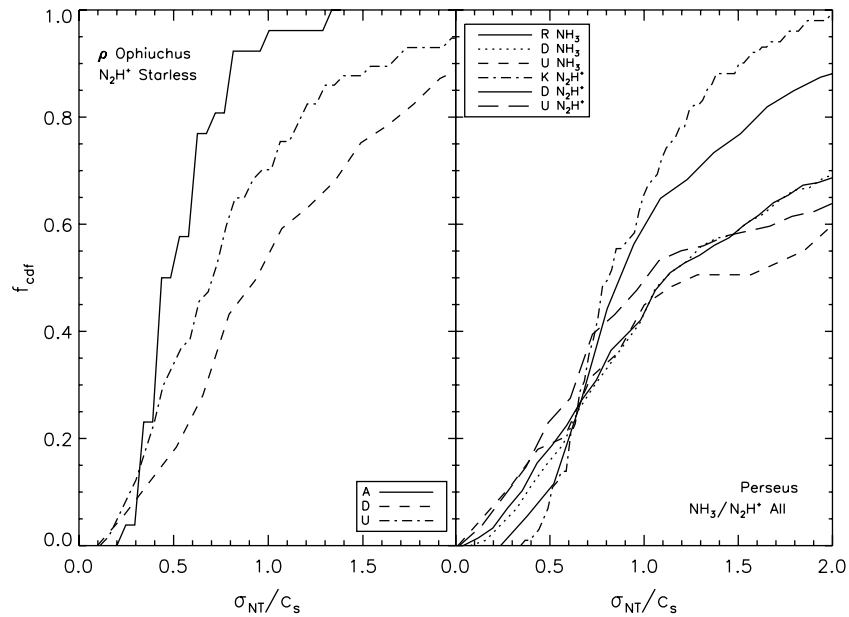 ρ Ophiuchus
N₂H⁺ Starless
f_cdf
1.0
0.8
0.6
0.4
0.2
0.0
A
D
U
0.0
0.5
1.0
1.5
σ_NT/c_s
R NH₃
D NH₃
U NH₃
K N₂H⁺
D N₂H⁺
U N₂H⁺
Perseus
NH₃/N₂H⁺ All
0.0
0.5
1.0
1.5
2.0
σ_NT/c_s